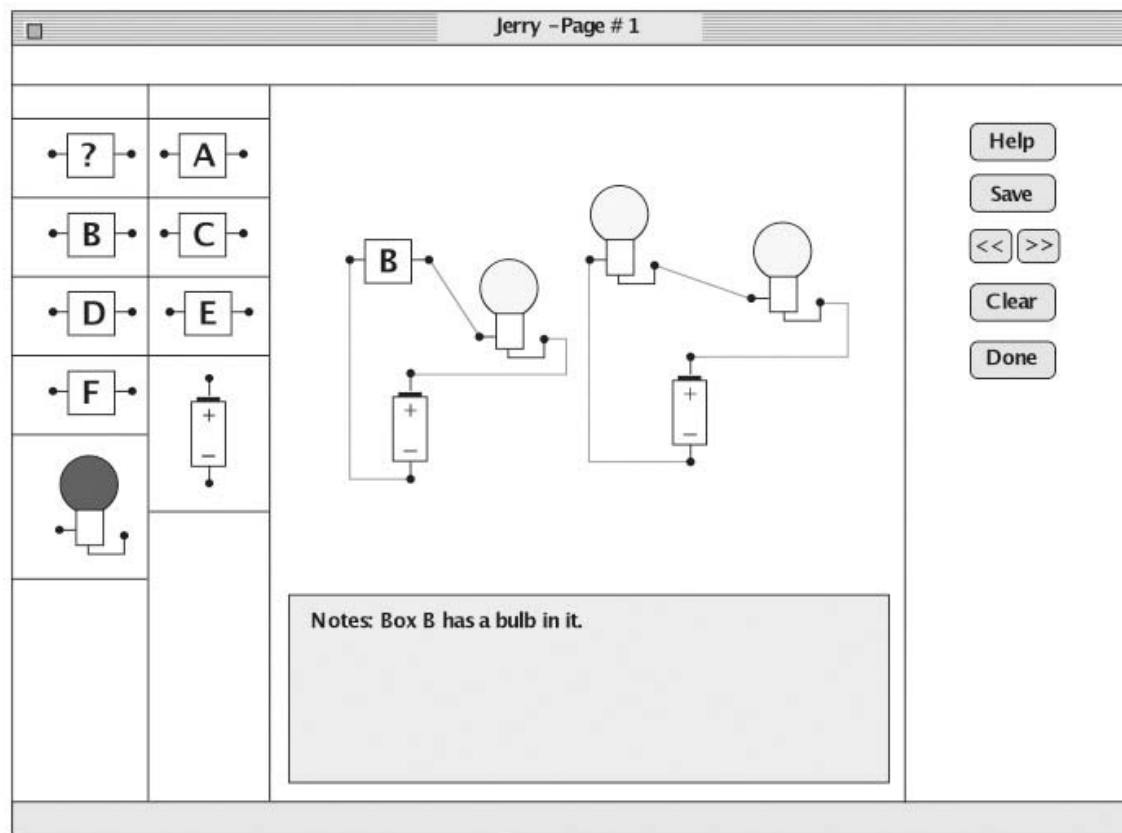 Jerry –Page # 1
? A
B C
D E
F
+
–
B
+
–
+
–
Help
Save
<< >>
Clear
Done
Notes: Box B has a bulb in it.